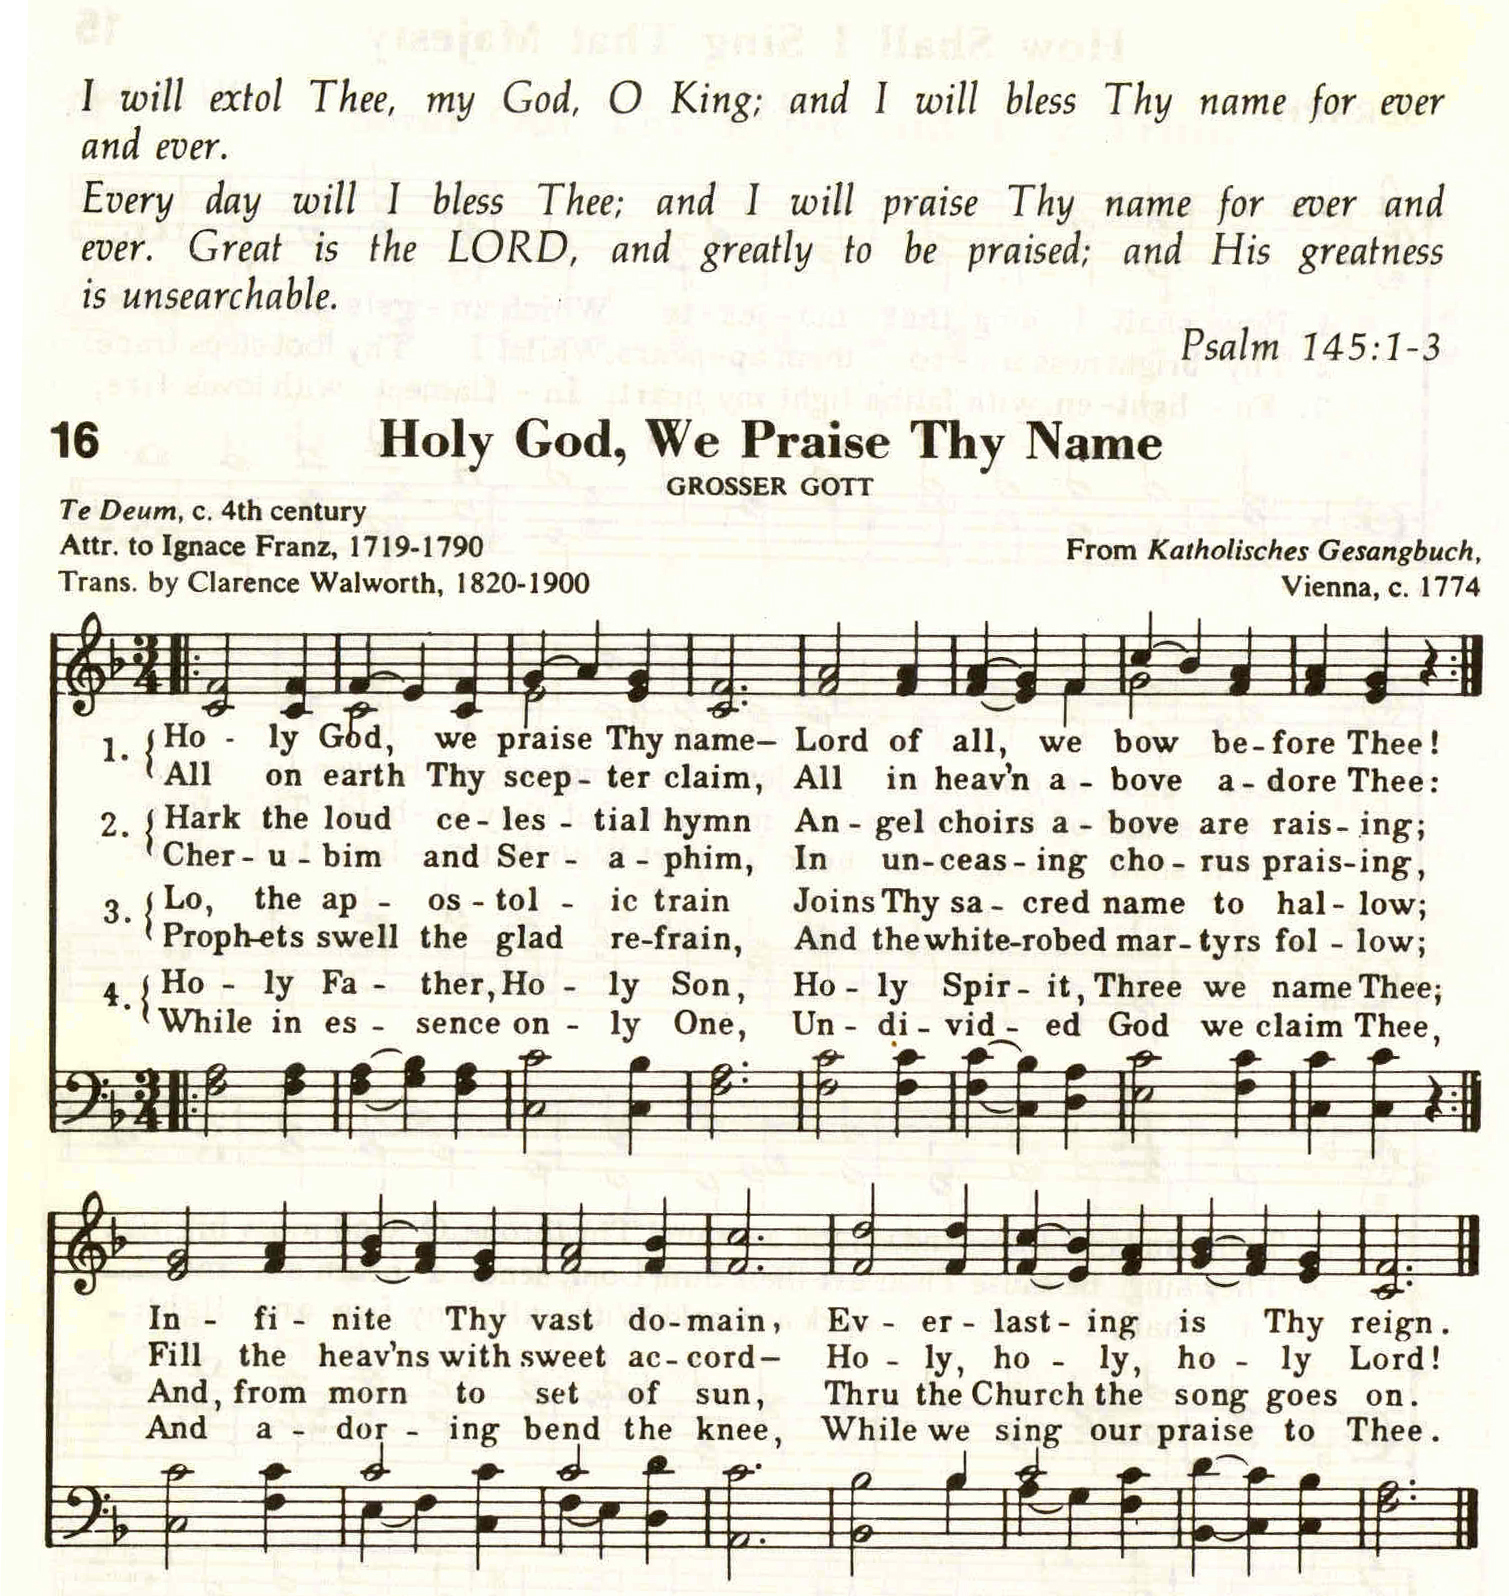 I will extol Thee, my God, O King; and I will bless Thy name for ever
and ever.
Every day will I bless Thee; and I will praise Thy name for ever and
ever. Great is the LORD, and greatly to be praised; and His greatness
is unsearchable.
Psalm 145:1-3
16 Holy God, We Praise Thy Name
GROSSER GOTT
Te Deum, c. 4th century
Attr. to Ignace Franz, 1719-1790
Trans. by Clarence Walworth, 1820-1900
From Katholisches Gesangbuch,
Vienna, c. 1774
1. { Ho - ly God, we praise Thy name— Lord of all, we bow be-fore Thee!
All on earth Thy scep-ter claim, All in heav'n a-bove a-dore Thee:
2. { Hark the loud ce-les-tial hymn An-gel choirs a-bove are rais-ing;
Cher-u-bim and Ser-a-phim, In un-ceas-ing cho-rus prais-ing,
3. { Lo, the ap-os-tol-ic train Joins Thy sa-cred name to hal-low;
Proph-ets swell the glad re-frain, And the white-robed mar-tyrs fol-low;
4. { Ho-ly Fa-ther, Ho-ly Son, Ho-ly Spir-it, Three we name Thee;
While in es-sence on-ly One, Un-di-vid-ed God we claim Thee,
In-fi-nite Thy vast do-main, Ev-er-last-ing is Thy reign.
Fill the heav'ns with sweet ac-cord— Ho-ly, ho-ly, ho-ly Lord!
And, from morn to set of sun, Thru the Church the song goes on.
And a-dor-ing bend the knee, While we sing our praise to Thee.